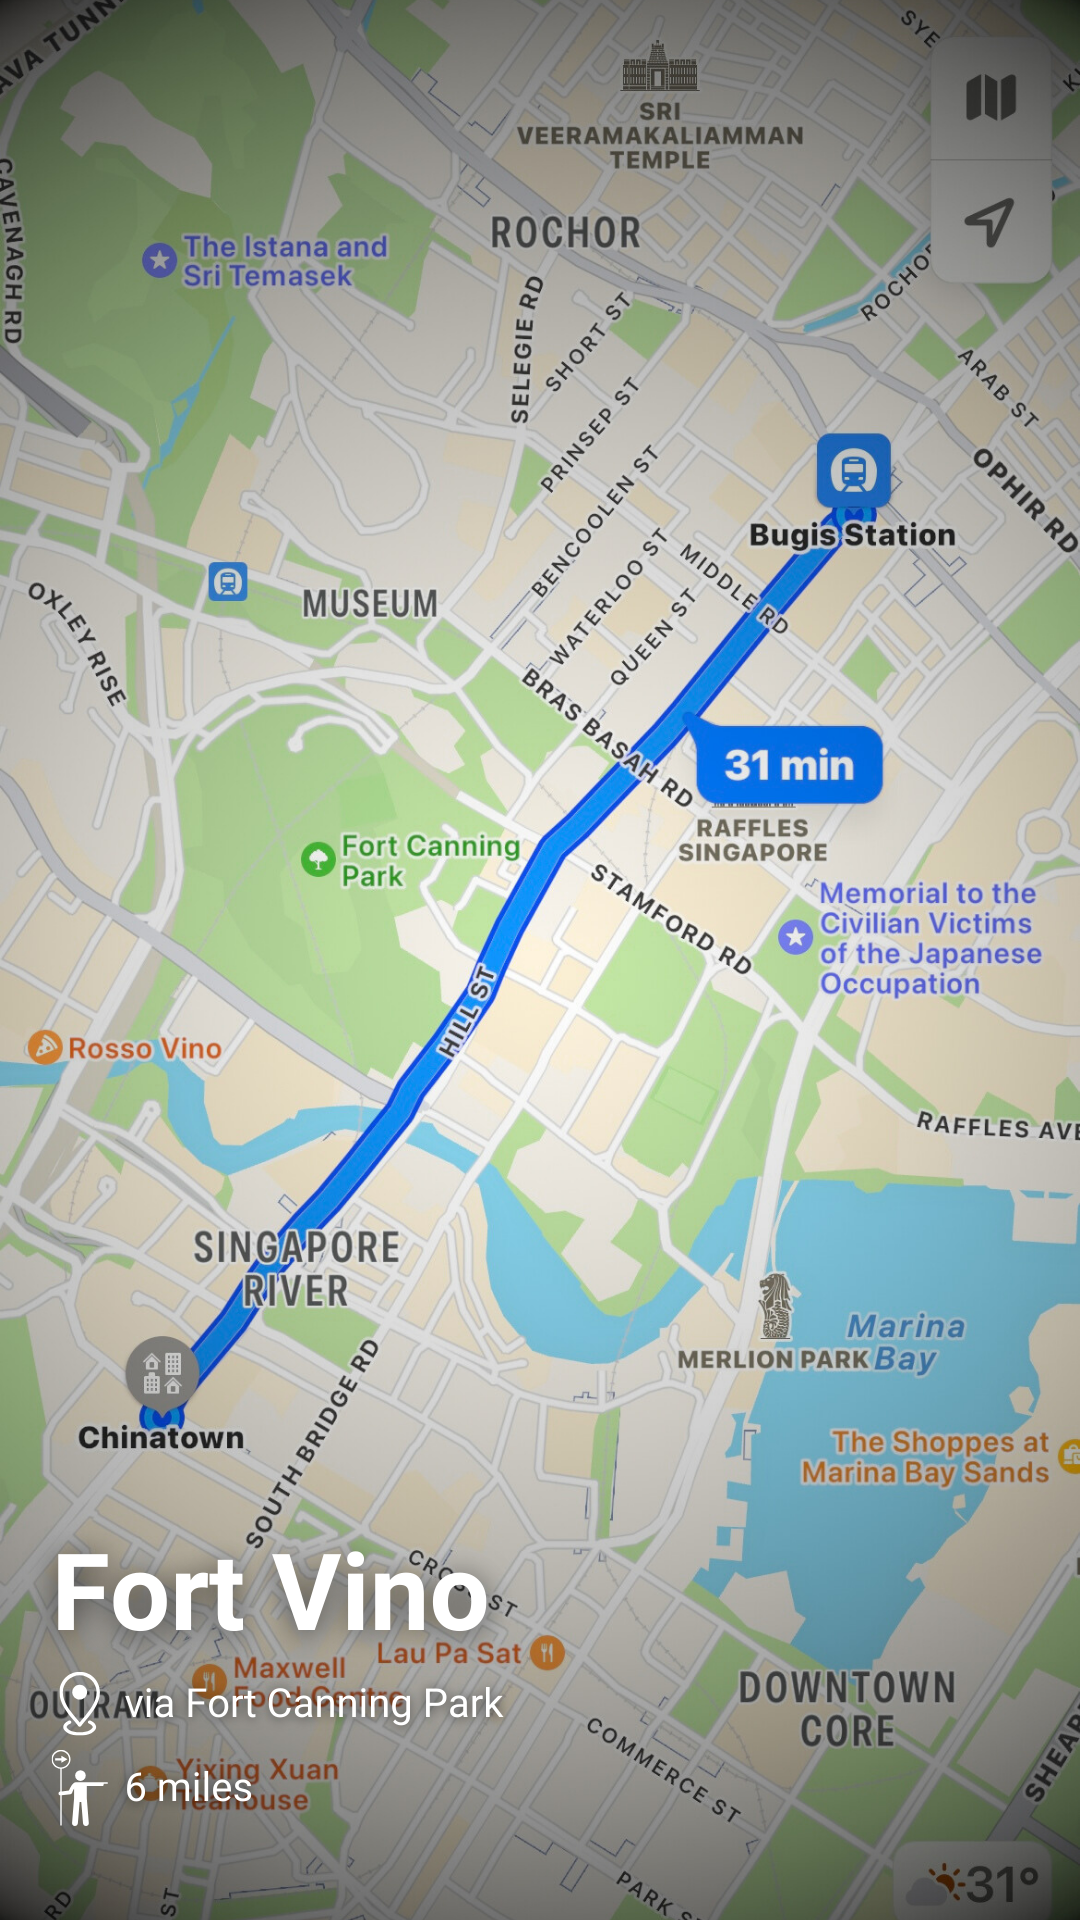 AVA TUNN
SYE
SRI
VEERAMAKALIAMMAN
TEMPLE
CAVENAGH RD
ROCHOR
The Istana and
Sri Temasek
ROCHOR
SELEGIE RD
SHORT ST
ARAB ST
PRINSEP ST
OPHIR RD
BENCOOLEN ST
Bugis Station
WATERLOO ST
MIDDLE RD
OXLEY RISE
MUSEUM
QUEEN ST
BRAS BASAH RD
31 min
RAFFLES
SINGAPORE
Fort Canning
Park
STAMFORD RD
Memorial to the
Civilian Victims
of the Japanese
Occupation
HILL ST
Rosso Vino
RAFFLES AVE
SINGAPORE
RIVER
Marina
Bay
MERLION PARK
Chinatown
SOUTH BRIDGE RD
The Shoppes at
Marina Bay Sands
Fort Vino
CROSS ST
Lau Pa Sat
Maxwell
Food Centre
OUTRAM
via Fort Canning Park
DOWNTOWN
CORE
COMMERCE ST
SHEAR
Yixing Xuan
Teahouse
6 miles
PARK S
31°
RD
ST